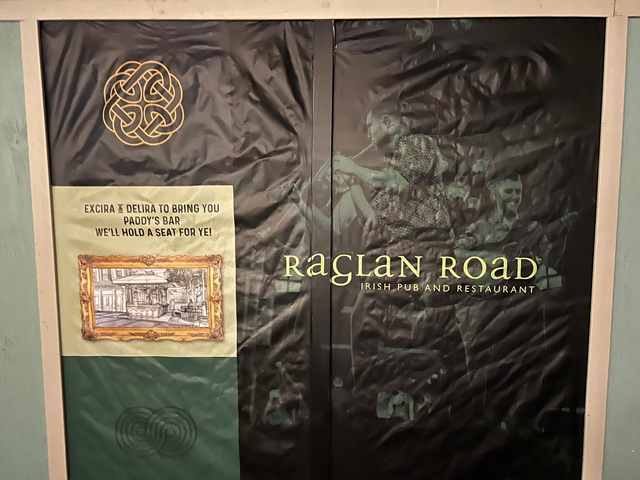 EXCIRA & DELIRA TO BRING YOU
PADDY'S BAR
WE'LL HOLD A SEAT FOR YE!
RAGLAN ROAD
IRISH PUB AND RESTAURANT